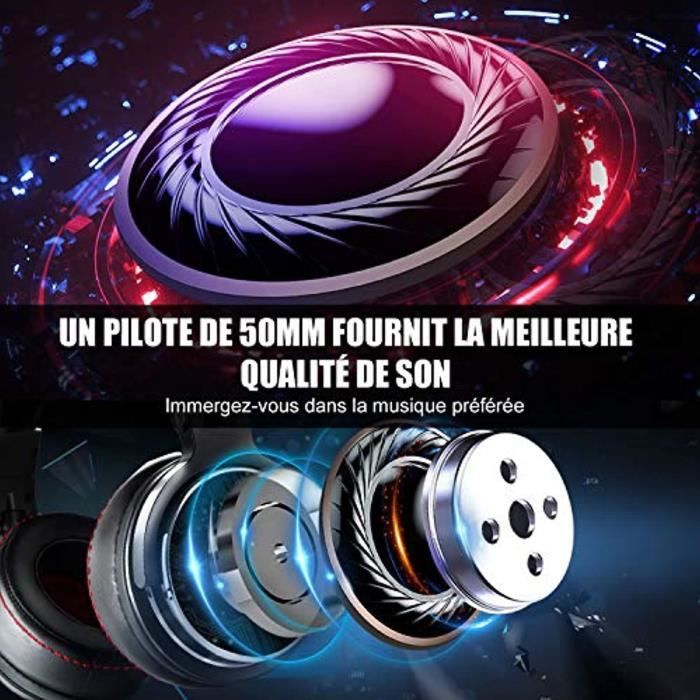 UN PILOTE DE 50MM FOURNIT LA MEILLEURE
QUALITÉ DE SON
Immergez-vous dans la musique préférée